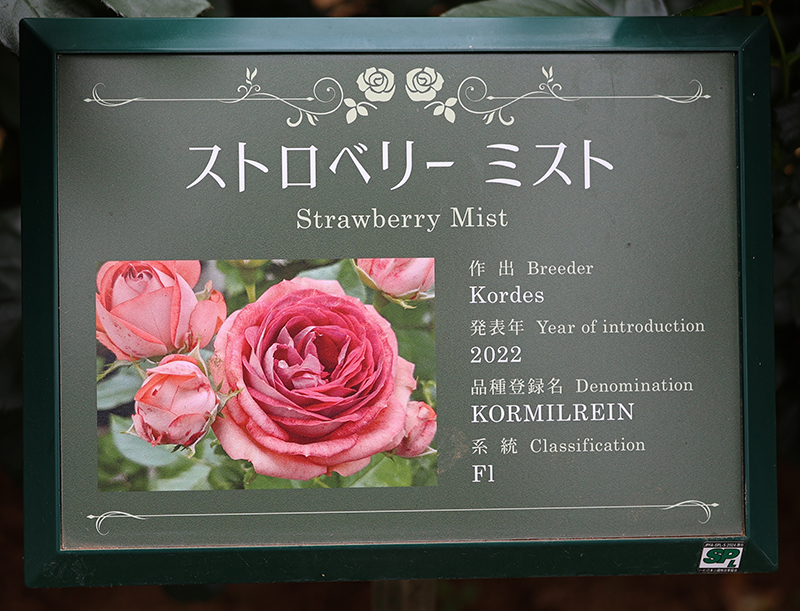 ストロベリー ミスト
Strawberry Mist
作 出 Breeder
Kordes
発表年 Year of introduction
2022
品種登録名 Denomination
KORMILREIN
系 統 Classification
Fl
SPL